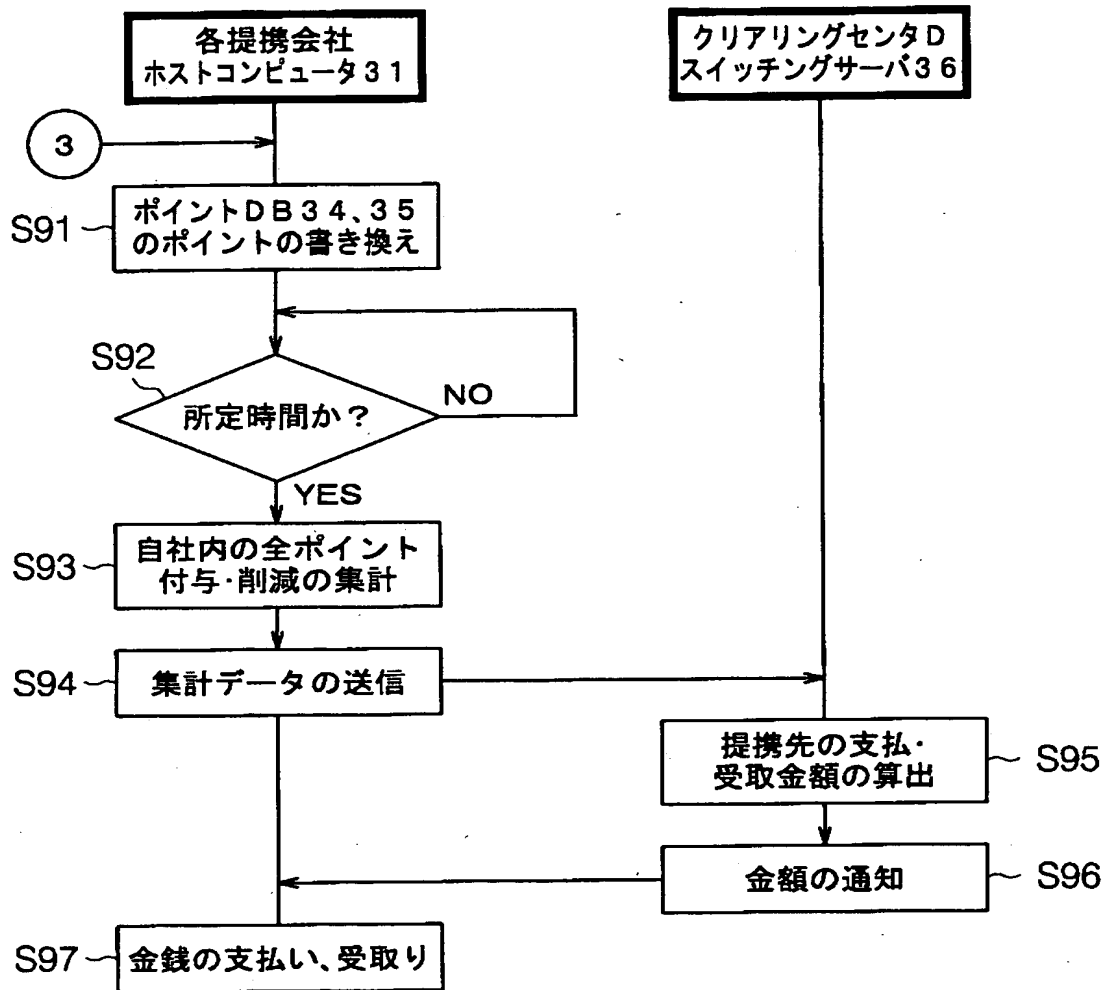 各提携会社
ホストコンピュータ31
クリアリングセンタD
スイッチングサーバ36
3
S91
ポイントDB34、35
のポイントの書き換え
S92
所定時間か?
NO
YES
S93
自社内の全ポイント
付与・削減の集計
S94
集計データの送信
提携先の支払・
受取金額の算出
S95
金額の通知
S96
S97
金銭の支払い、受取り